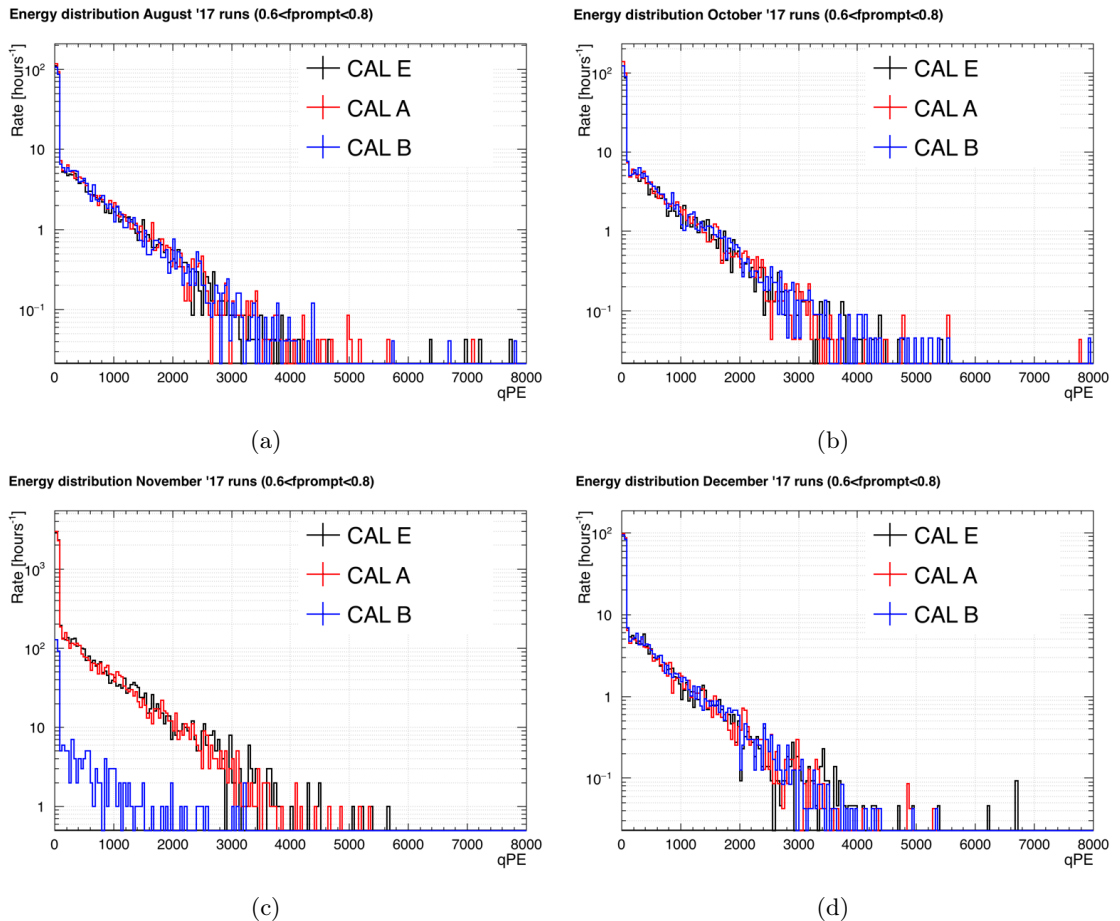 Energy distribution August '17 runs (0.6<fprompt<0.8)
Rate [hours⁻¹]
10²
10
1
10⁻¹
CAL E
CAL A
CAL B
0 1000 2000 3000 4000 5000 6000 7000 8000
qPE
(a)
Energy distribution October '17 runs (0.6<fprompt<0.8)
Rate [hours⁻¹]
10²
10
1
10⁻¹
CAL E
CAL A
CAL B
0 1000 2000 3000 4000 5000 6000 7000 8000
qPE
(b)
Energy distribution November '17 runs (0.6<fprompt<0.8)
Rate [hours⁻¹]
10³
10²
10
1
CAL E
CAL A
CAL B
0 1000 2000 3000 4000 5000 6000 7000 8000
qPE
(c)
Energy distribution December '17 runs (0.6<fprompt<0.8)
Rate [hours⁻¹]
10²
10
1
10⁻¹
CAL E
CAL A
CAL B
0 1000 2000 3000 4000 5000 6000 7000 8000
qPE
(d)